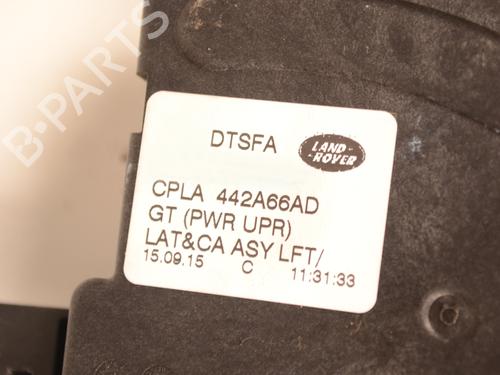 B-PARTS
DTSFA
LAND
-ROVER
CPLA 442A66AD
GT (PWR UPR)
LAT&CA ASY LFT/
15.09.15 C 11:31:33